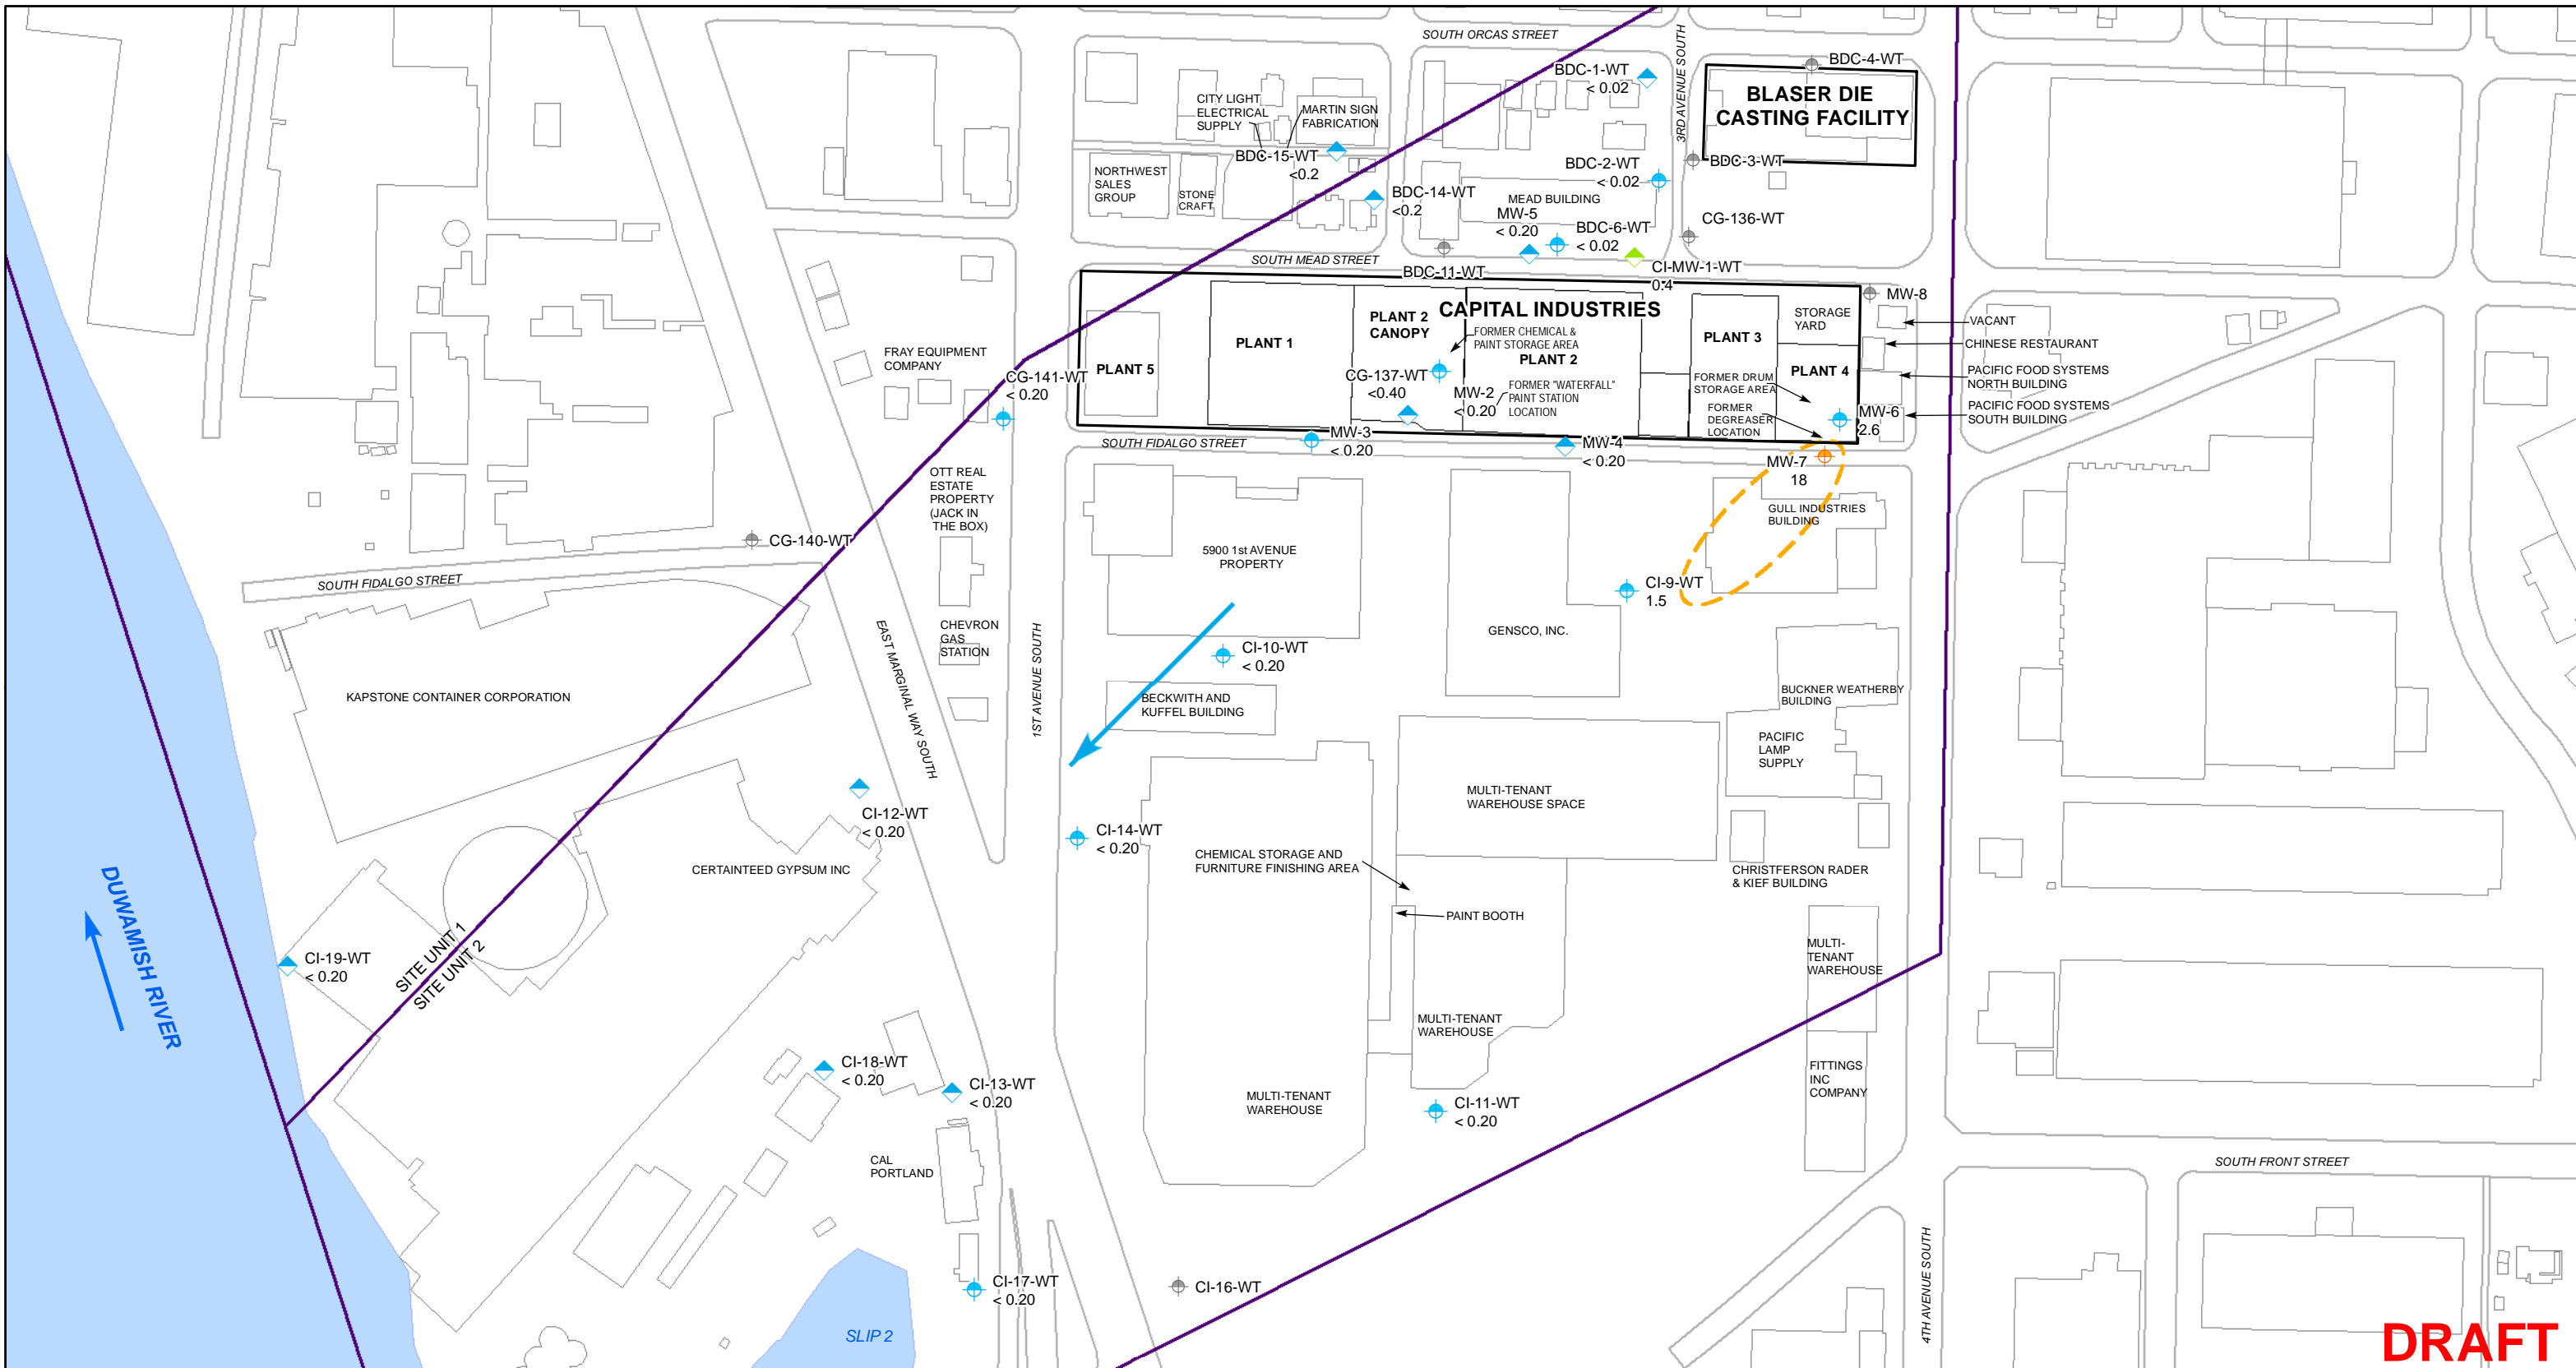 SOUTH ORCAS STREET
3RD AVENUE SOUTH
BDC-4-WT
BDC-1-WT
< 0.02
BLASER DIE
CASTING FACILITY
CITY LIGHT
ELECTRICAL
SUPPLY
MARTIN SIGN
FABRICATION
BDC-15-WT
<0.2
BDC-2-WT
< 0.02
BDC-3-WT
NORTHWEST
SALES
GROUP
STONE
CRAFT
BDC-14-WT
<0.2
MEAD BUILDING
MW-5
< 0.20
BDC-6-WT
< 0.02
CG-136-WT
SOUTH MEAD STREET
BDC-11-WT
CI-MW-1-WT
0.4
MW-8
CAPITAL INDUSTRIES
PLANT 5
PLANT 1
PLANT 2
CANOPY
FORMER CHEMICAL &
PAINT STORAGE AREA
PLANT 2
PLANT 3
STORAGE
YARD
PLANT 4
VACANT
CHINESE RESTAURANT
PACIFIC FOOD SYSTEMS
NORTH BUILDING
PACIFIC FOOD SYSTEMS
SOUTH BUILDING
FRAY EQUIPMENT
COMPANY
CG-141-WT
< 0.20
CG-137-WT
<0.40
MW-2
< 0.20
FORMER "WATERFALL"
PAINT STATION
LOCATION
FORMER DRUM
STORAGE AREA
FORMER
DEGREASER
LOCATION
MW-6
2.6
SOUTH FIDALGO STREET
MW-3
< 0.20
MW-4
< 0.20
MW-7
18
OTT REAL
ESTATE
PROPERTY
(JACK IN
THE BOX)
GULL INDUSTRIES
BUILDING
CG-140-WT
5900 1st AVENUE
PROPERTY
SOUTH FIDALGO STREET
CI-9-WT
1.5
CHEVRON
GAS
STATION
EAST MARGINAL WAY SOUTH
1ST AVENUE SOUTH
GENSCO, INC.
CI-10-WT
< 0.20
KAPSTONE CONTAINER CORPORATION
BECKWITH AND
KUFFEL BUILDING
BUCKNER WEATHERBY
BUILDING
PACIFIC
LAMP
SUPPLY
CI-12-WT
< 0.20
MULTI-TENANT
WAREHOUSE SPACE
CI-14-WT
< 0.20
CERTAINTEED GYPSUM INC
CHEMICAL STORAGE AND
FURNITURE FINISHING AREA
CHRISTFERSON RADER
& KIEF BUILDING
PAINT BOOTH
DUWAMISH RIVER
CI-19-WT
< 0.20
SITE UNIT 1
SITE UNIT 2
MULTI-
TENANT
WAREHOUSE
MULTI-TENANT
WAREHOUSE
CI-18-WT
< 0.20
CI-13-WT
< 0.20
MULTI-TENANT
WAREHOUSE
CI-11-WT
< 0.20
FITTINGS
INC
COMPANY
CAL
PORTLAND
SOUTH FRONT STREET
4TH AVENUE SOUTH
CI-17-WT
< 0.20
CI-16-WT
SLIP 2
DRAFT